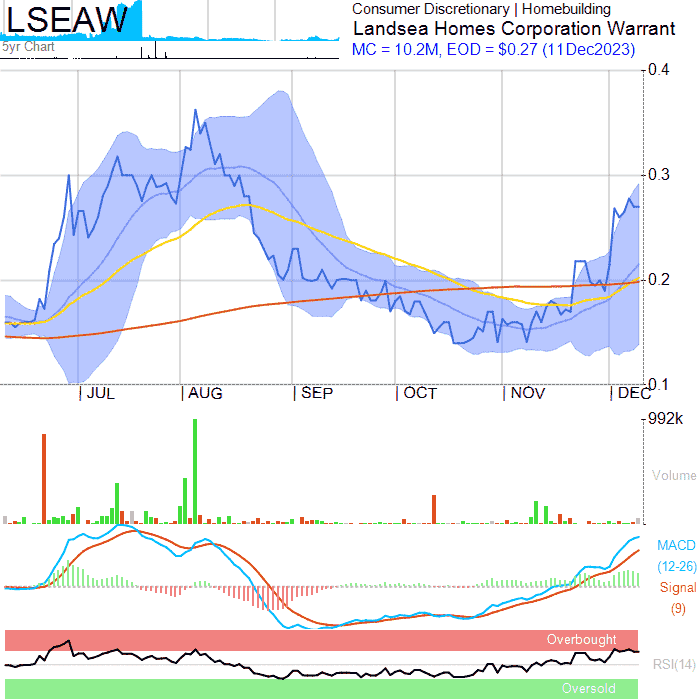 LSEAW
5yr Chart
Consumer Discretionary | Homebuilding
Landsea Homes Corporation Warrant
MC = 10.2M, EOD = $0.27 (11Dec2023)
0.4
0.3
0.2
0.1
JUL AUG SEP OCT NOV DEC
992k
Volume
MACD
(12-26)
Signal
(9)
Overbought
RSI(14)
Oversold